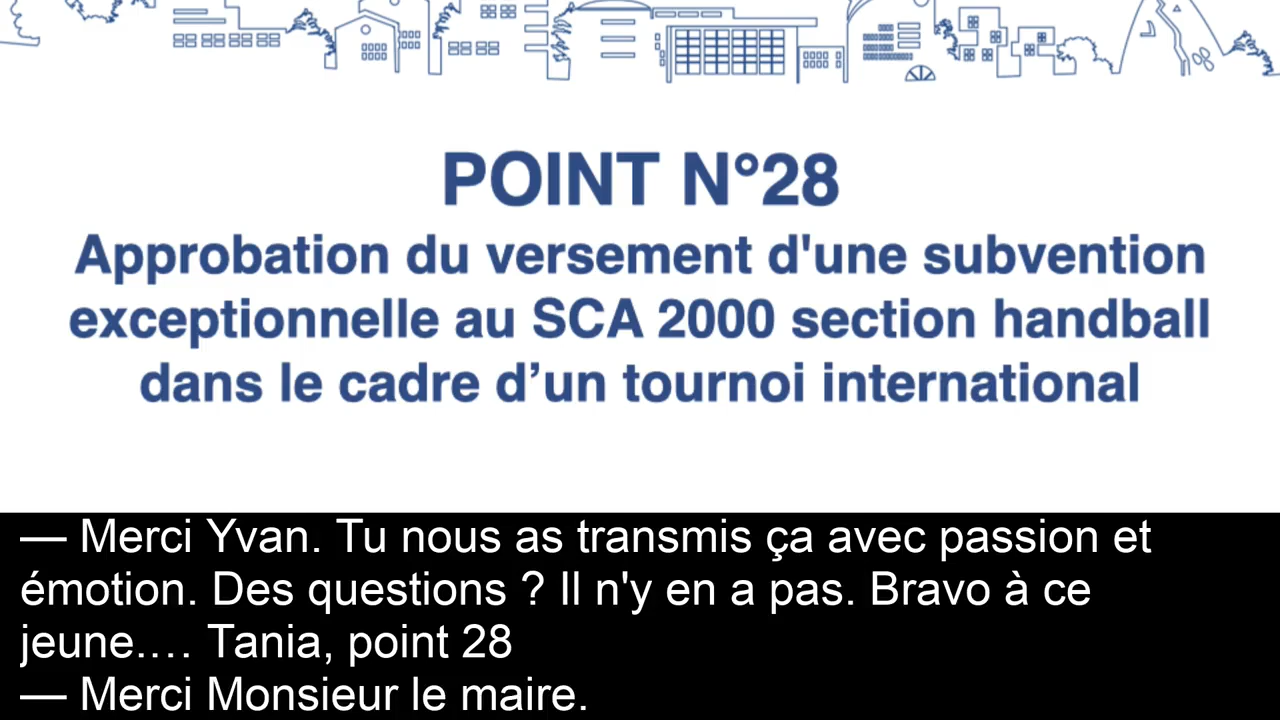 POINT N°28
Approbation du versement d'une subvention
exceptionnelle au SCA 2000 section handball
dans le cadre d’un tournoi international
— Merci Yvan. Tu nous as transmis ça avec passion et
émotion. Des questions ? Il n'y en a pas. Bravo à ce
jeune.… Tania, point 28
— Merci Monsieur le maire.